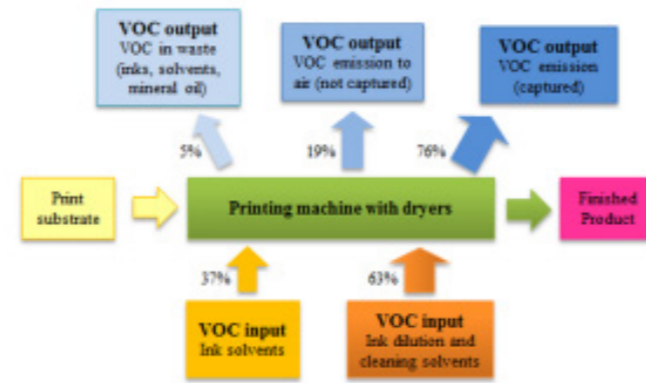 VOC output
VOC in waste
(inks, solvents,
mineral oil)
VOC output
VOC emission to
air (not captured)
VOC output
VOC emission
(captured)
5%
19%
76%
Print
substrate
Printing machine with dryers
Finished
Product
37%
63%
VOC input
Ink solvents
VOC input
Ink dilution and
cleaning solvents